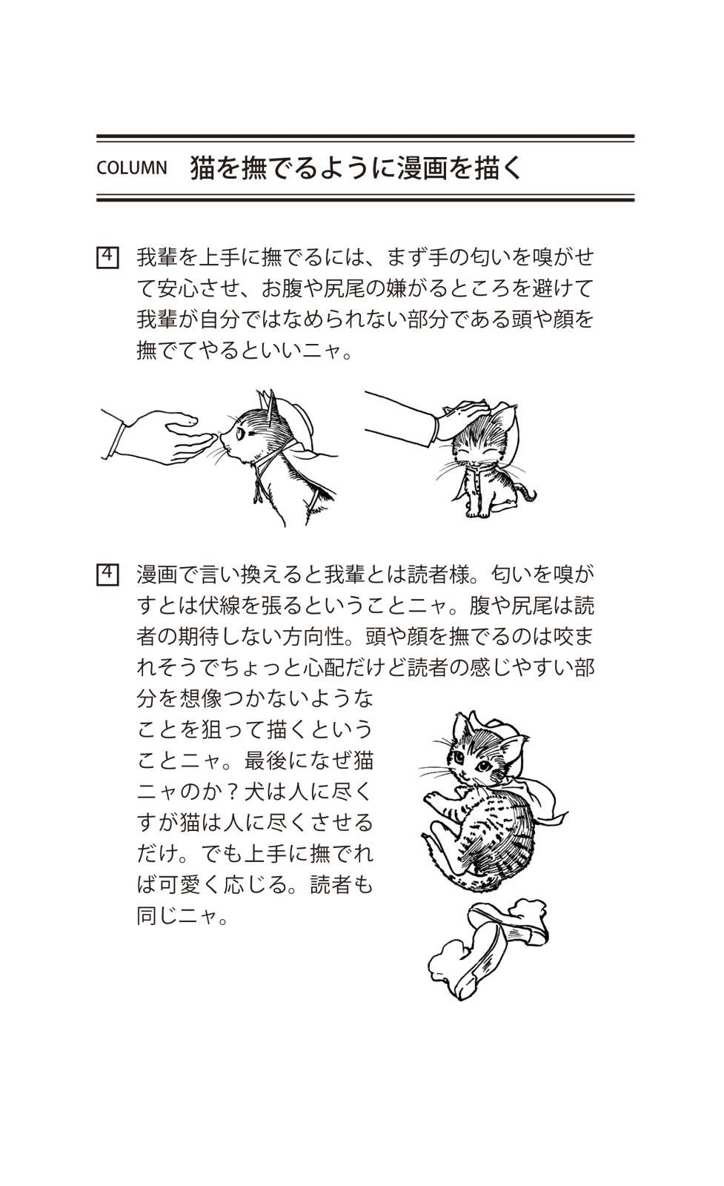 COLUMN 猫を撫でるように漫画を描く
4 我輩を上手に撫でるには、まず手の匂いを嗅がせ
て安心させ、お腹や尻尾の嫌がるところを避けて
我輩が自分ではなめられない部分である頭や顔を
撫でてやるといいニャ。
4 漫画で言い換えると我輩とは読者様。匂いを嗅が
すとは伏線を張るということニャ。腹や尻尾は読
者の期待しない方向性。頭や顔を撫でるのは咬ま
れそうでちょっと心配だけど読者の感じやすい部
分を想像つかないような
ことを狙って描くという
ことニャ。最後になぜ猫
ニャのか？犬は人に尽く
すが猫は人に尽くさせる
だけ。でも上手に撫でれ
ば可愛く応じる。読者も
同じニャ。